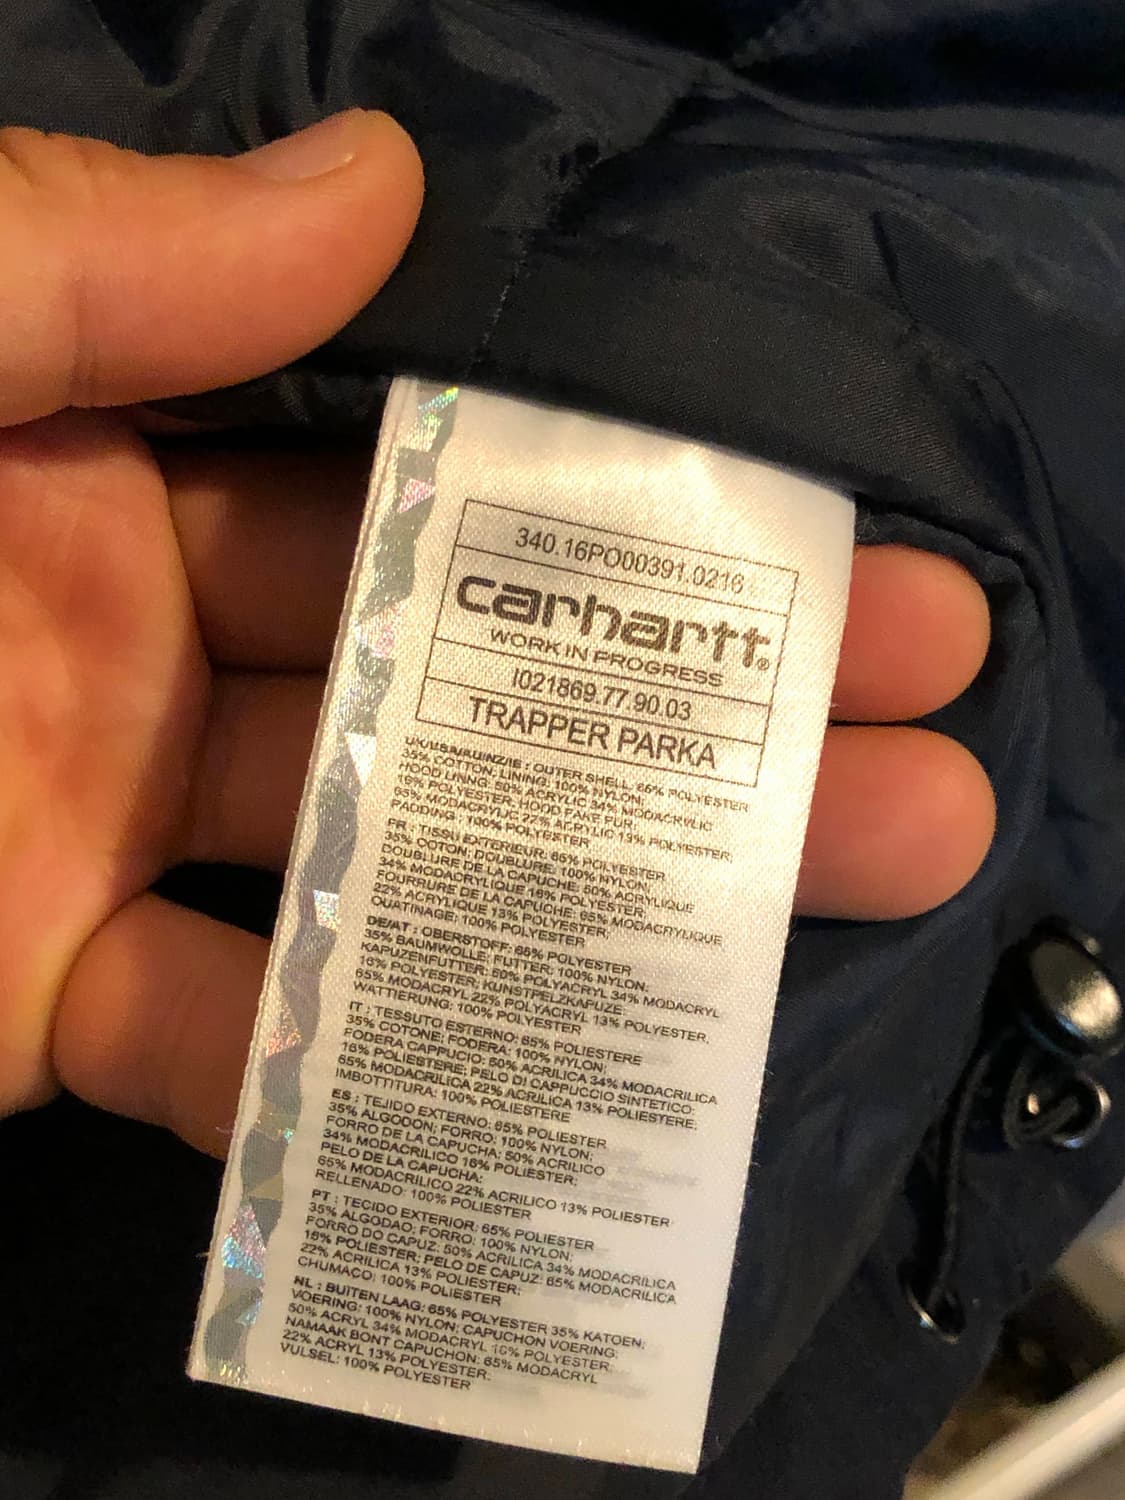 340.16PO00391.0216
carhartt®
WORK IN PROGRESS
I021869.77.90.03
TRAPPER PARKA
UK/USA/AU/NZ/IE : OUTER SHELL: 65% POLYESTER
35% COTTON; LINING: 100% NYLON;
HOOD LINNG: 50% ACRYLIC 34% MODACRYLIC
16% POLYESTER; HOOD FAKE FUR:
65% MODACRYLIC 22% ACRYLIC 13% POLYESTER;
PADDING : 100% POLYESTER
FR : TISSU EXTERIEUR: 65% POLYESTER
35% COTON; DOUBLURE: 100% NYLON;
DOUBLURE DE LA CAPUCHE: 50% ACRYLIQUE
34% MODACRYLIQUE 16% POLYESTER;
FOURRURE DE LA CAPUCHE: 65% MODACRYLIQUE
22% ACRYLIQUE 13% POLYESTER;
OUATINAGE: 100% POLYESTER
DE/AT : OBERSTOFF: 65% POLYESTER
35% BAUMWOLLE; FUTTER: 100% NYLON;
KAPUZENFUTTER: 50% POLYACRYL 34% MODACRYL
16% POLYESTER; KUNSTPELZKAPUZE:
65% MODACRYL 22% POLYACRYL 13% POLYESTER,
WATTIERUNG: 100% POLYESTER
IT : TESSUTO ESTERNO: 65% POLIESTERE
35% COTONE; FODERA: 100% NYLON;
FODERA CAPPUCIO: 50% ACRILICA 34% MODACRILICA
16% POLIESTERE; PELO DI CAPPUCCIO SINTETICO:
65% MODACRILICA 22% ACRILICA 13% POLIESTERE;
IMBOTTITURA: 100% POLIESTERE
ES : TEJIDO EXTERNO: 65% POLIESTER
35% ALGODON; FORRO: 100% NYLON;
FORRO DE LA CAPUCHA: 50% ACRILICO
34% MODACRILICO 16% POLIESTER;
PELO DE LA CAPUCHA:
65% MODACRILICO 22% ACRILICO 13% POLIESTER
RELLENADO: 100% POLIESTER
PT : TECIDO EXTERIOR: 65% POLIESTER
35% ALGODAO; FORRO: 100% NYLON;
FORRO DO CAPUZ: 50% ACRILICA 34% MODACRILICA
16% POLIESTER; PELO DE CAPUZ: 65% MODACRILICA
22% ACRILICA 13% POLIESTER;
CHUMAÇO: 100% POLIESTER
NL : BUITEN LAAG: 65% POLYESTER 35% KATOEN;
VOERING: 100% NYLON; CAPUCHON VOERING:
50% ACRYL 34% MODACRYL 16% POLYESTER;
NAMAAK BONT CAPUCHON: 65% MODACRYL
22% ACRYL 13% POLYESTER:
VULSEL: 100% POLYESTER